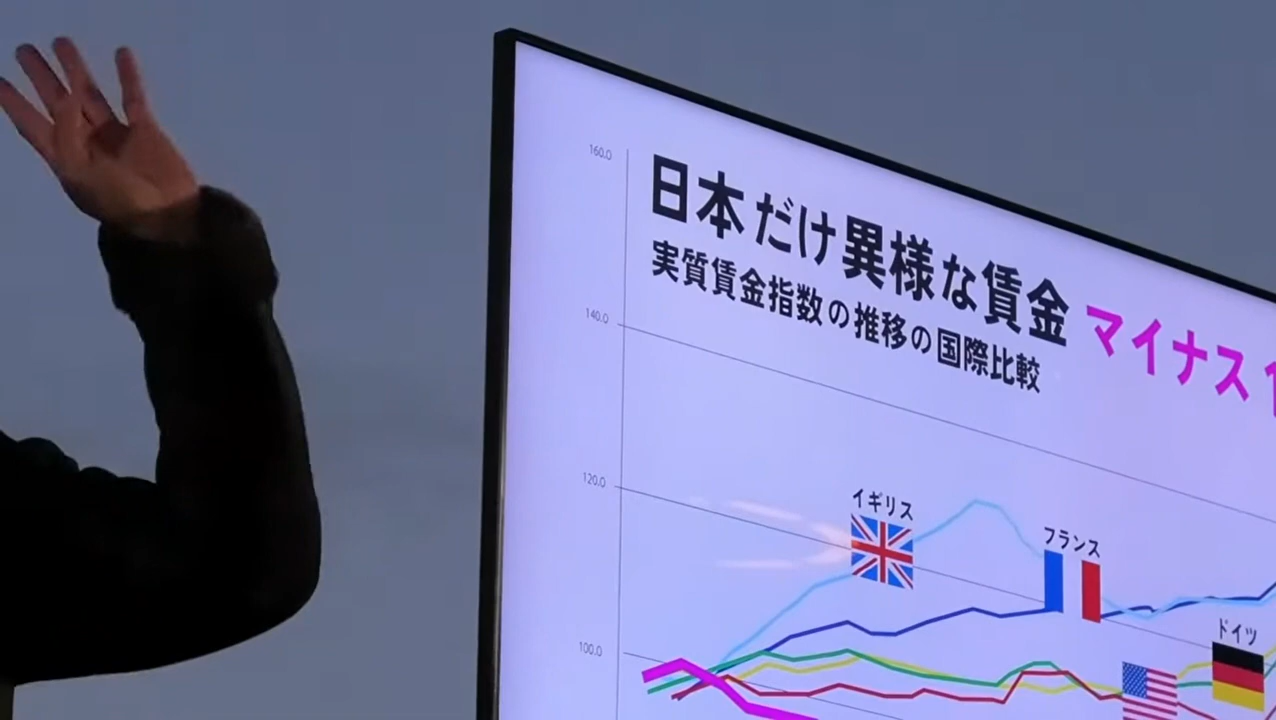 160.0
日本だけ異様な賃金 マイナス
実質賃金指数の推移の国際比較
140.0
120.0
イギリス
フランス
ドイツ
100.0